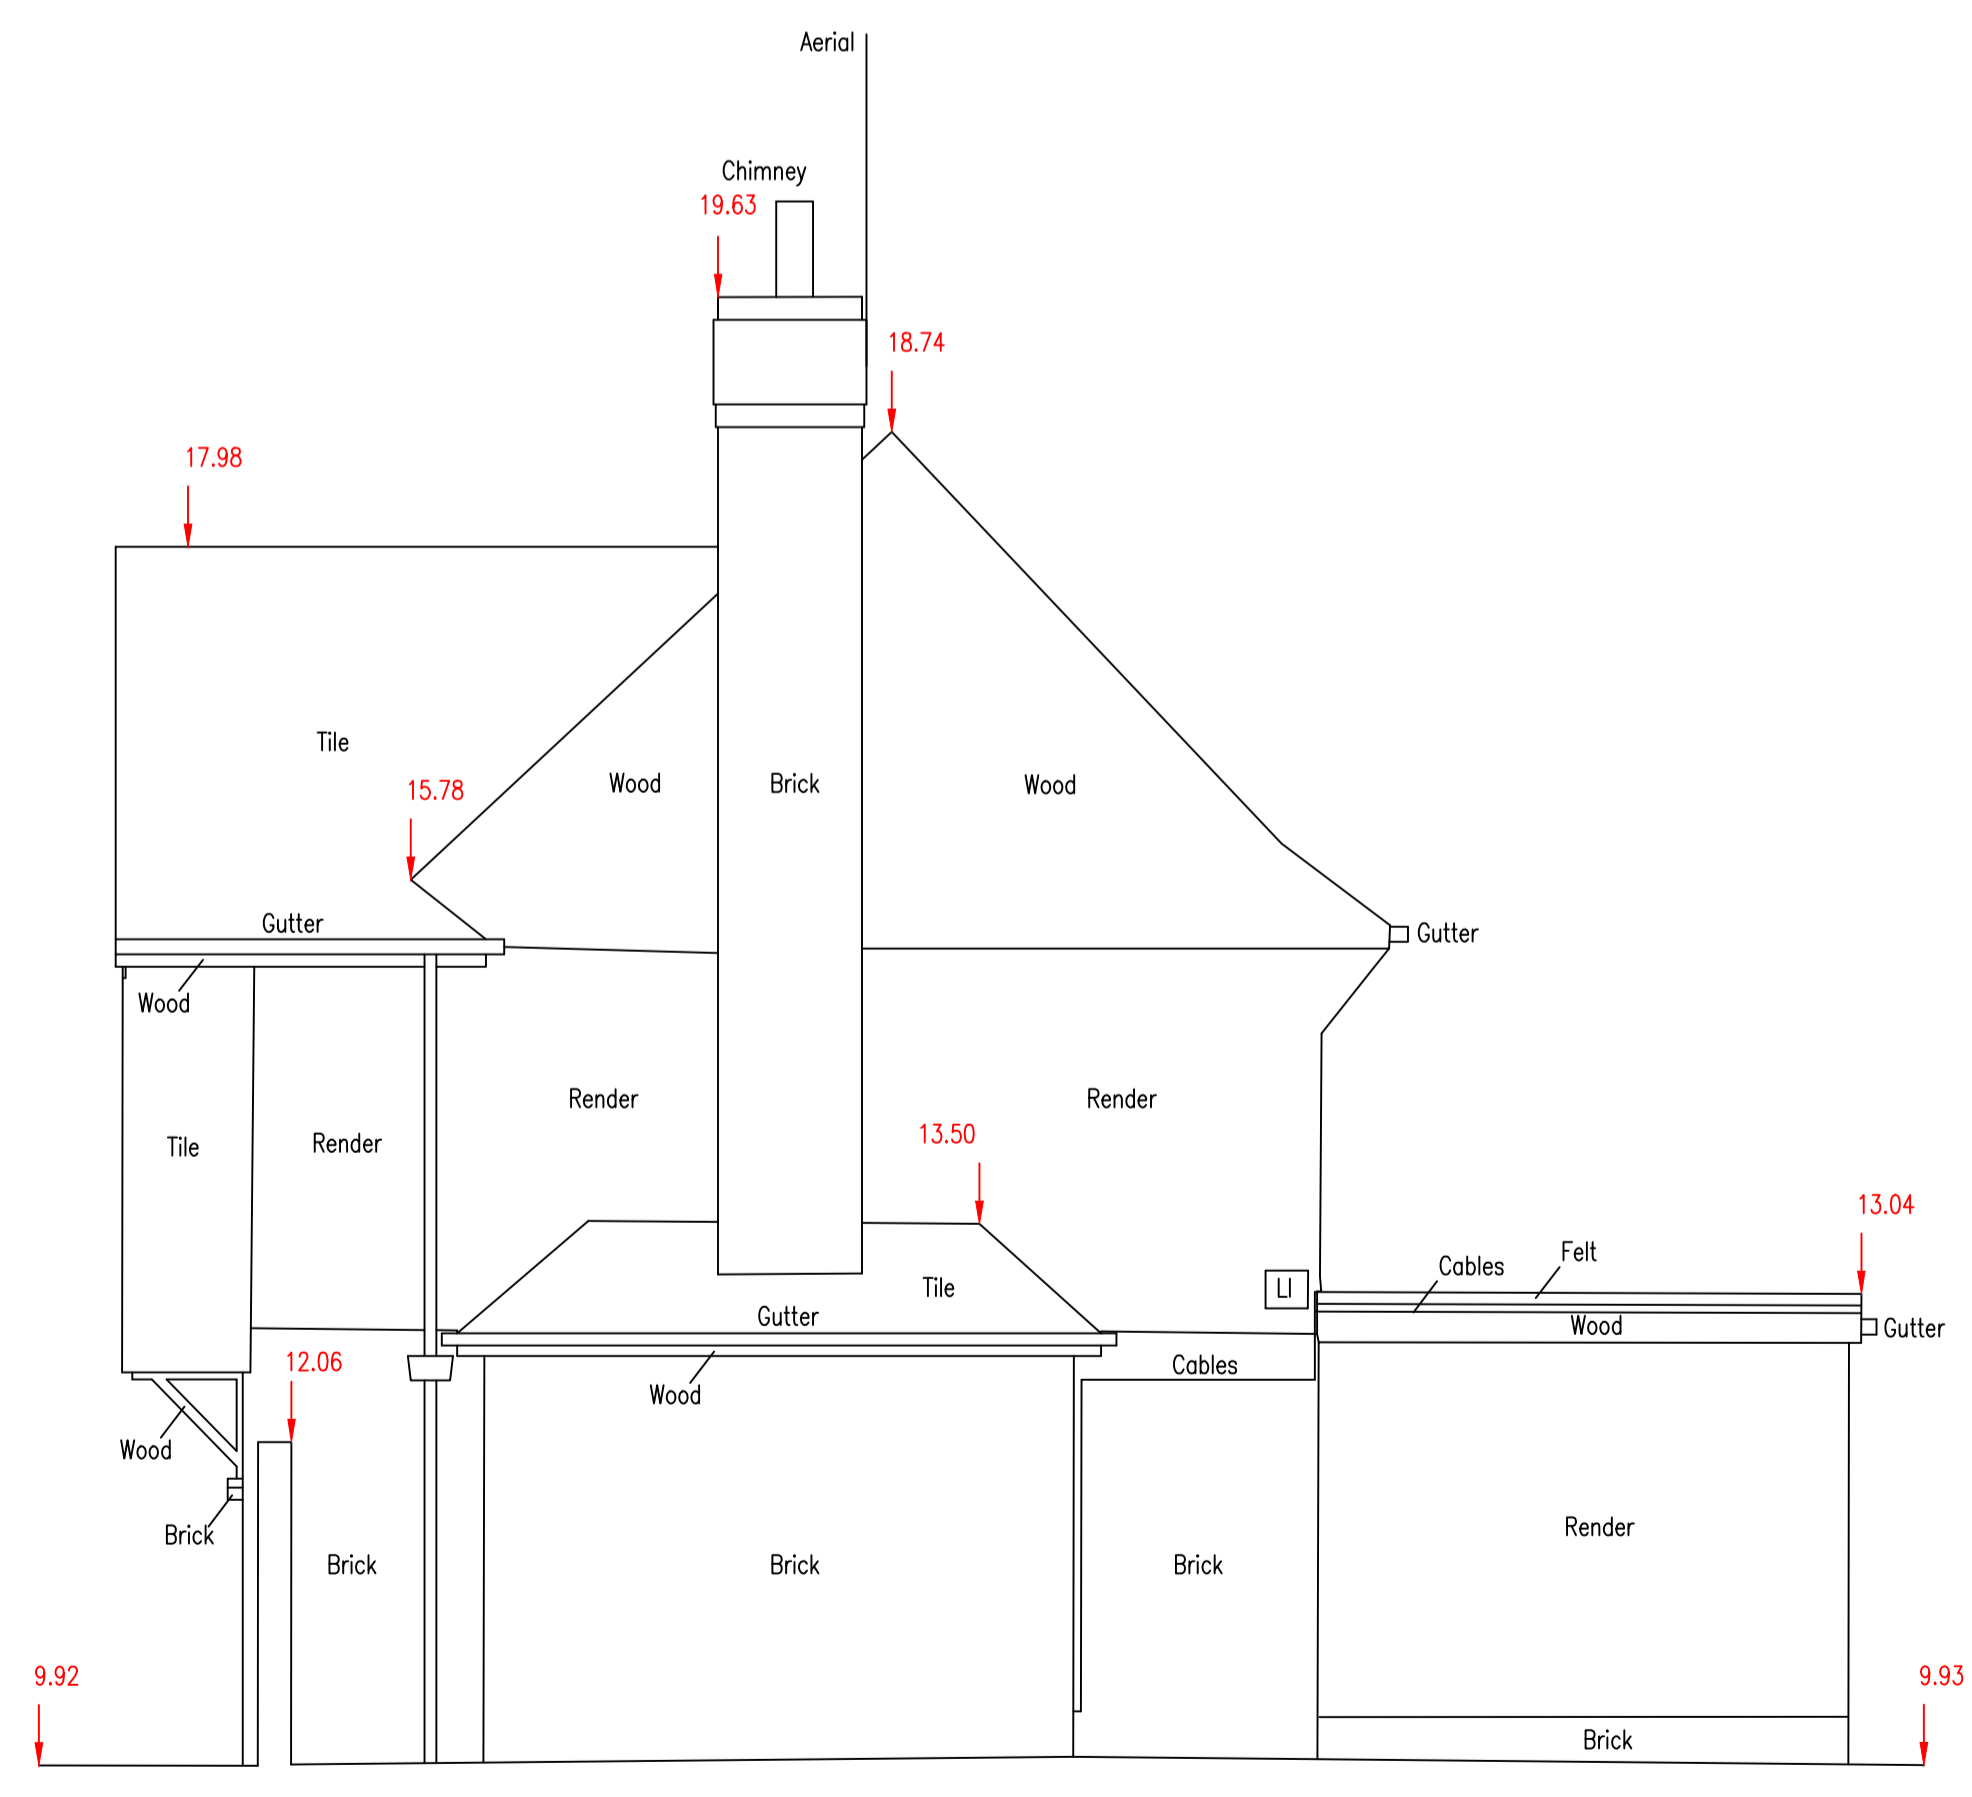 Aerial
Chimney
19.63
18.74
17.98
Tile
15.78
Wood
Brick
Wood
Gutter
Gutter
Wood
Render
Render
13.50
Tile
Render
13.04
Felt
Cables
LI
Tile
Gutter
Wood
Gutter
12.06
Cables
Wood
Wood
Brick
Brick
Brick
Brick
Render
9.92
9.93
Brick